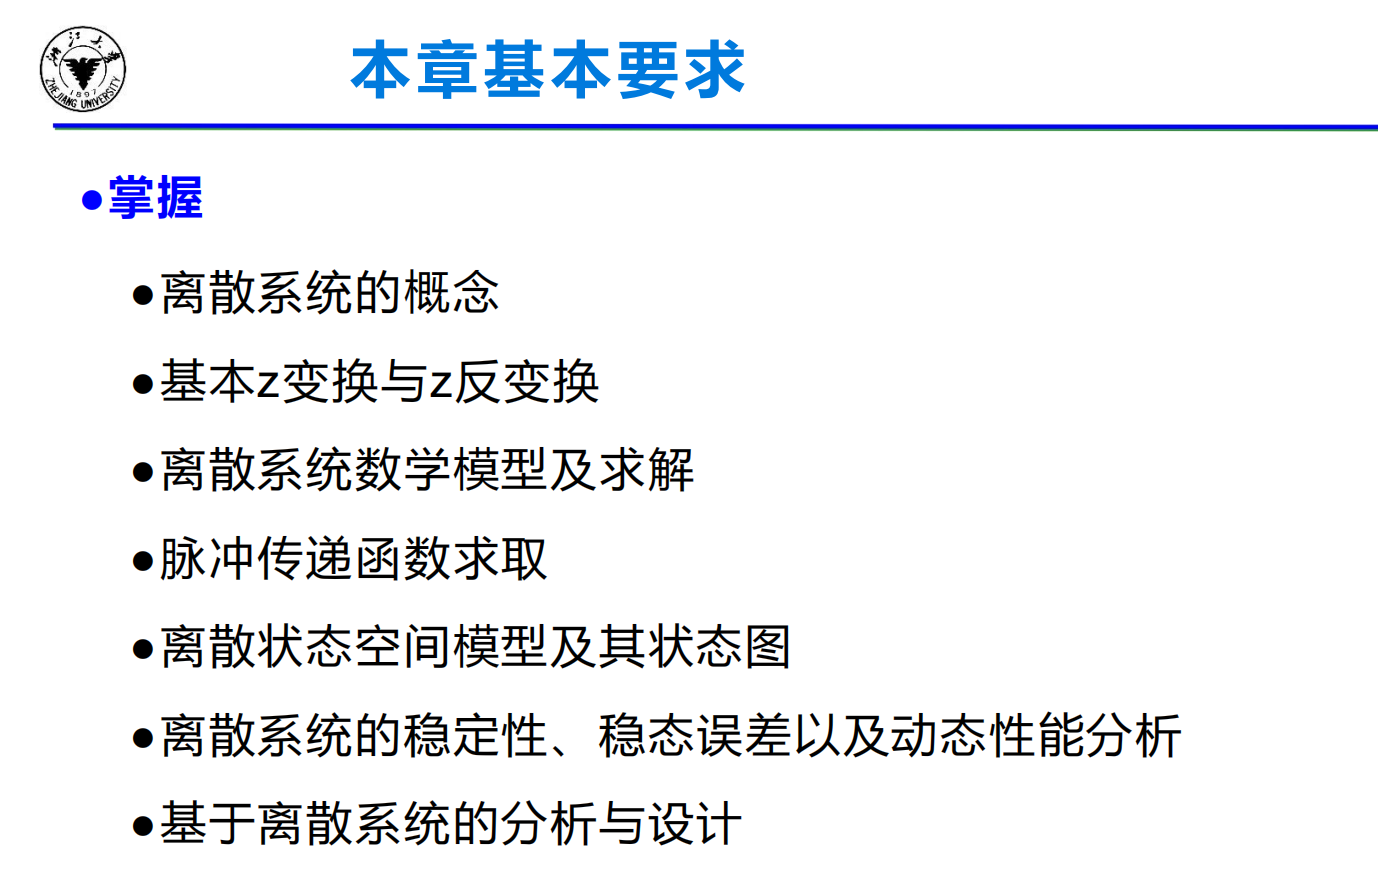 浙江大学
ZHEJIANG UNIVERSITY
1897
本章基本要求
●掌握
●离散系统的概念
●基本z变换与z反变换
●离散系统数学模型及求解
●脉冲传递函数求取
●离散状态空间模型及其状态图
●离散系统的稳定性、稳态误差以及动态性能分析
●基于离散系统的分析与设计